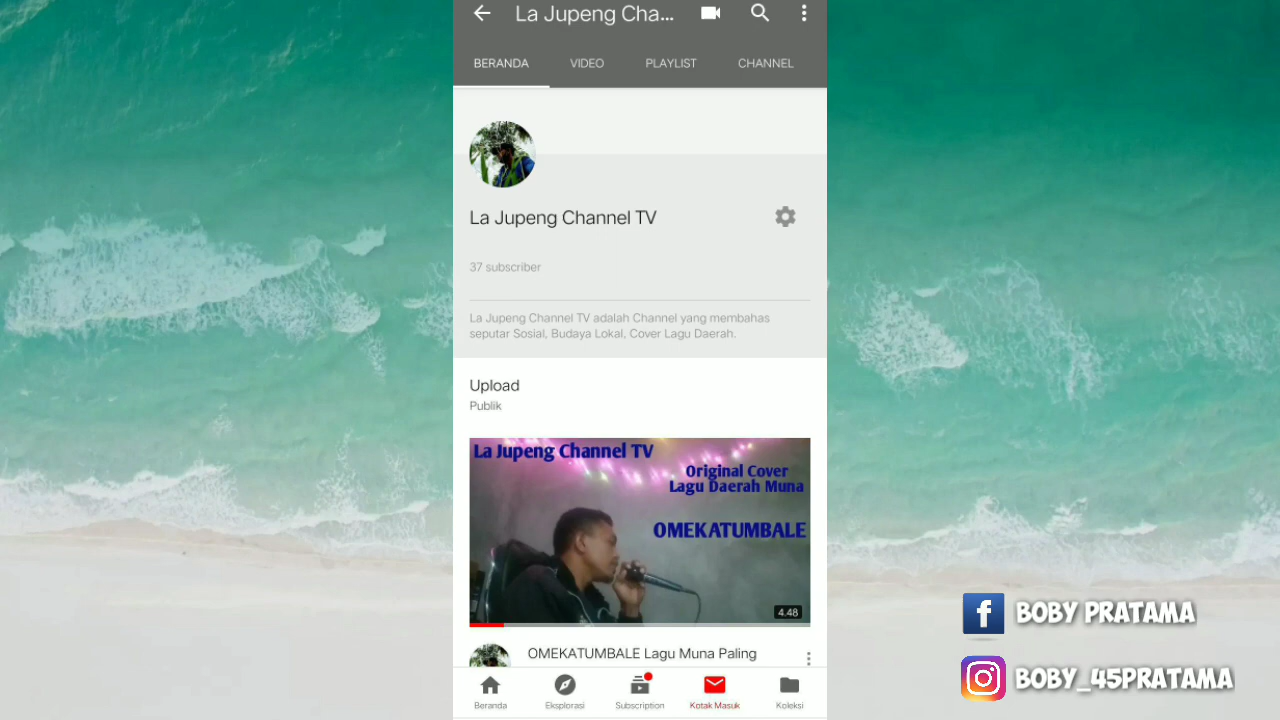 La Jupeng Cha...
BERANDA VIDEO PLAYLIST CHANNEL
La Jupeng Channel TV
37 subscriber
La Jupeng Channel TV adalah Channel yang membahas
seputar Sosial, Budaya Lokal, Cover Lagu Daerah.
Upload
Publik
La Jupeng Channel TV
Original Cover
Lagu Daerah Muna
OMEKATUMBALE
4.48
OMEKATUMBALE Lagu Muna Paling
Beranda Eksplorasi Subscription Kotak Masuk Koleksi
f BOBY PRATAMA
BOBY_45PRATAMA